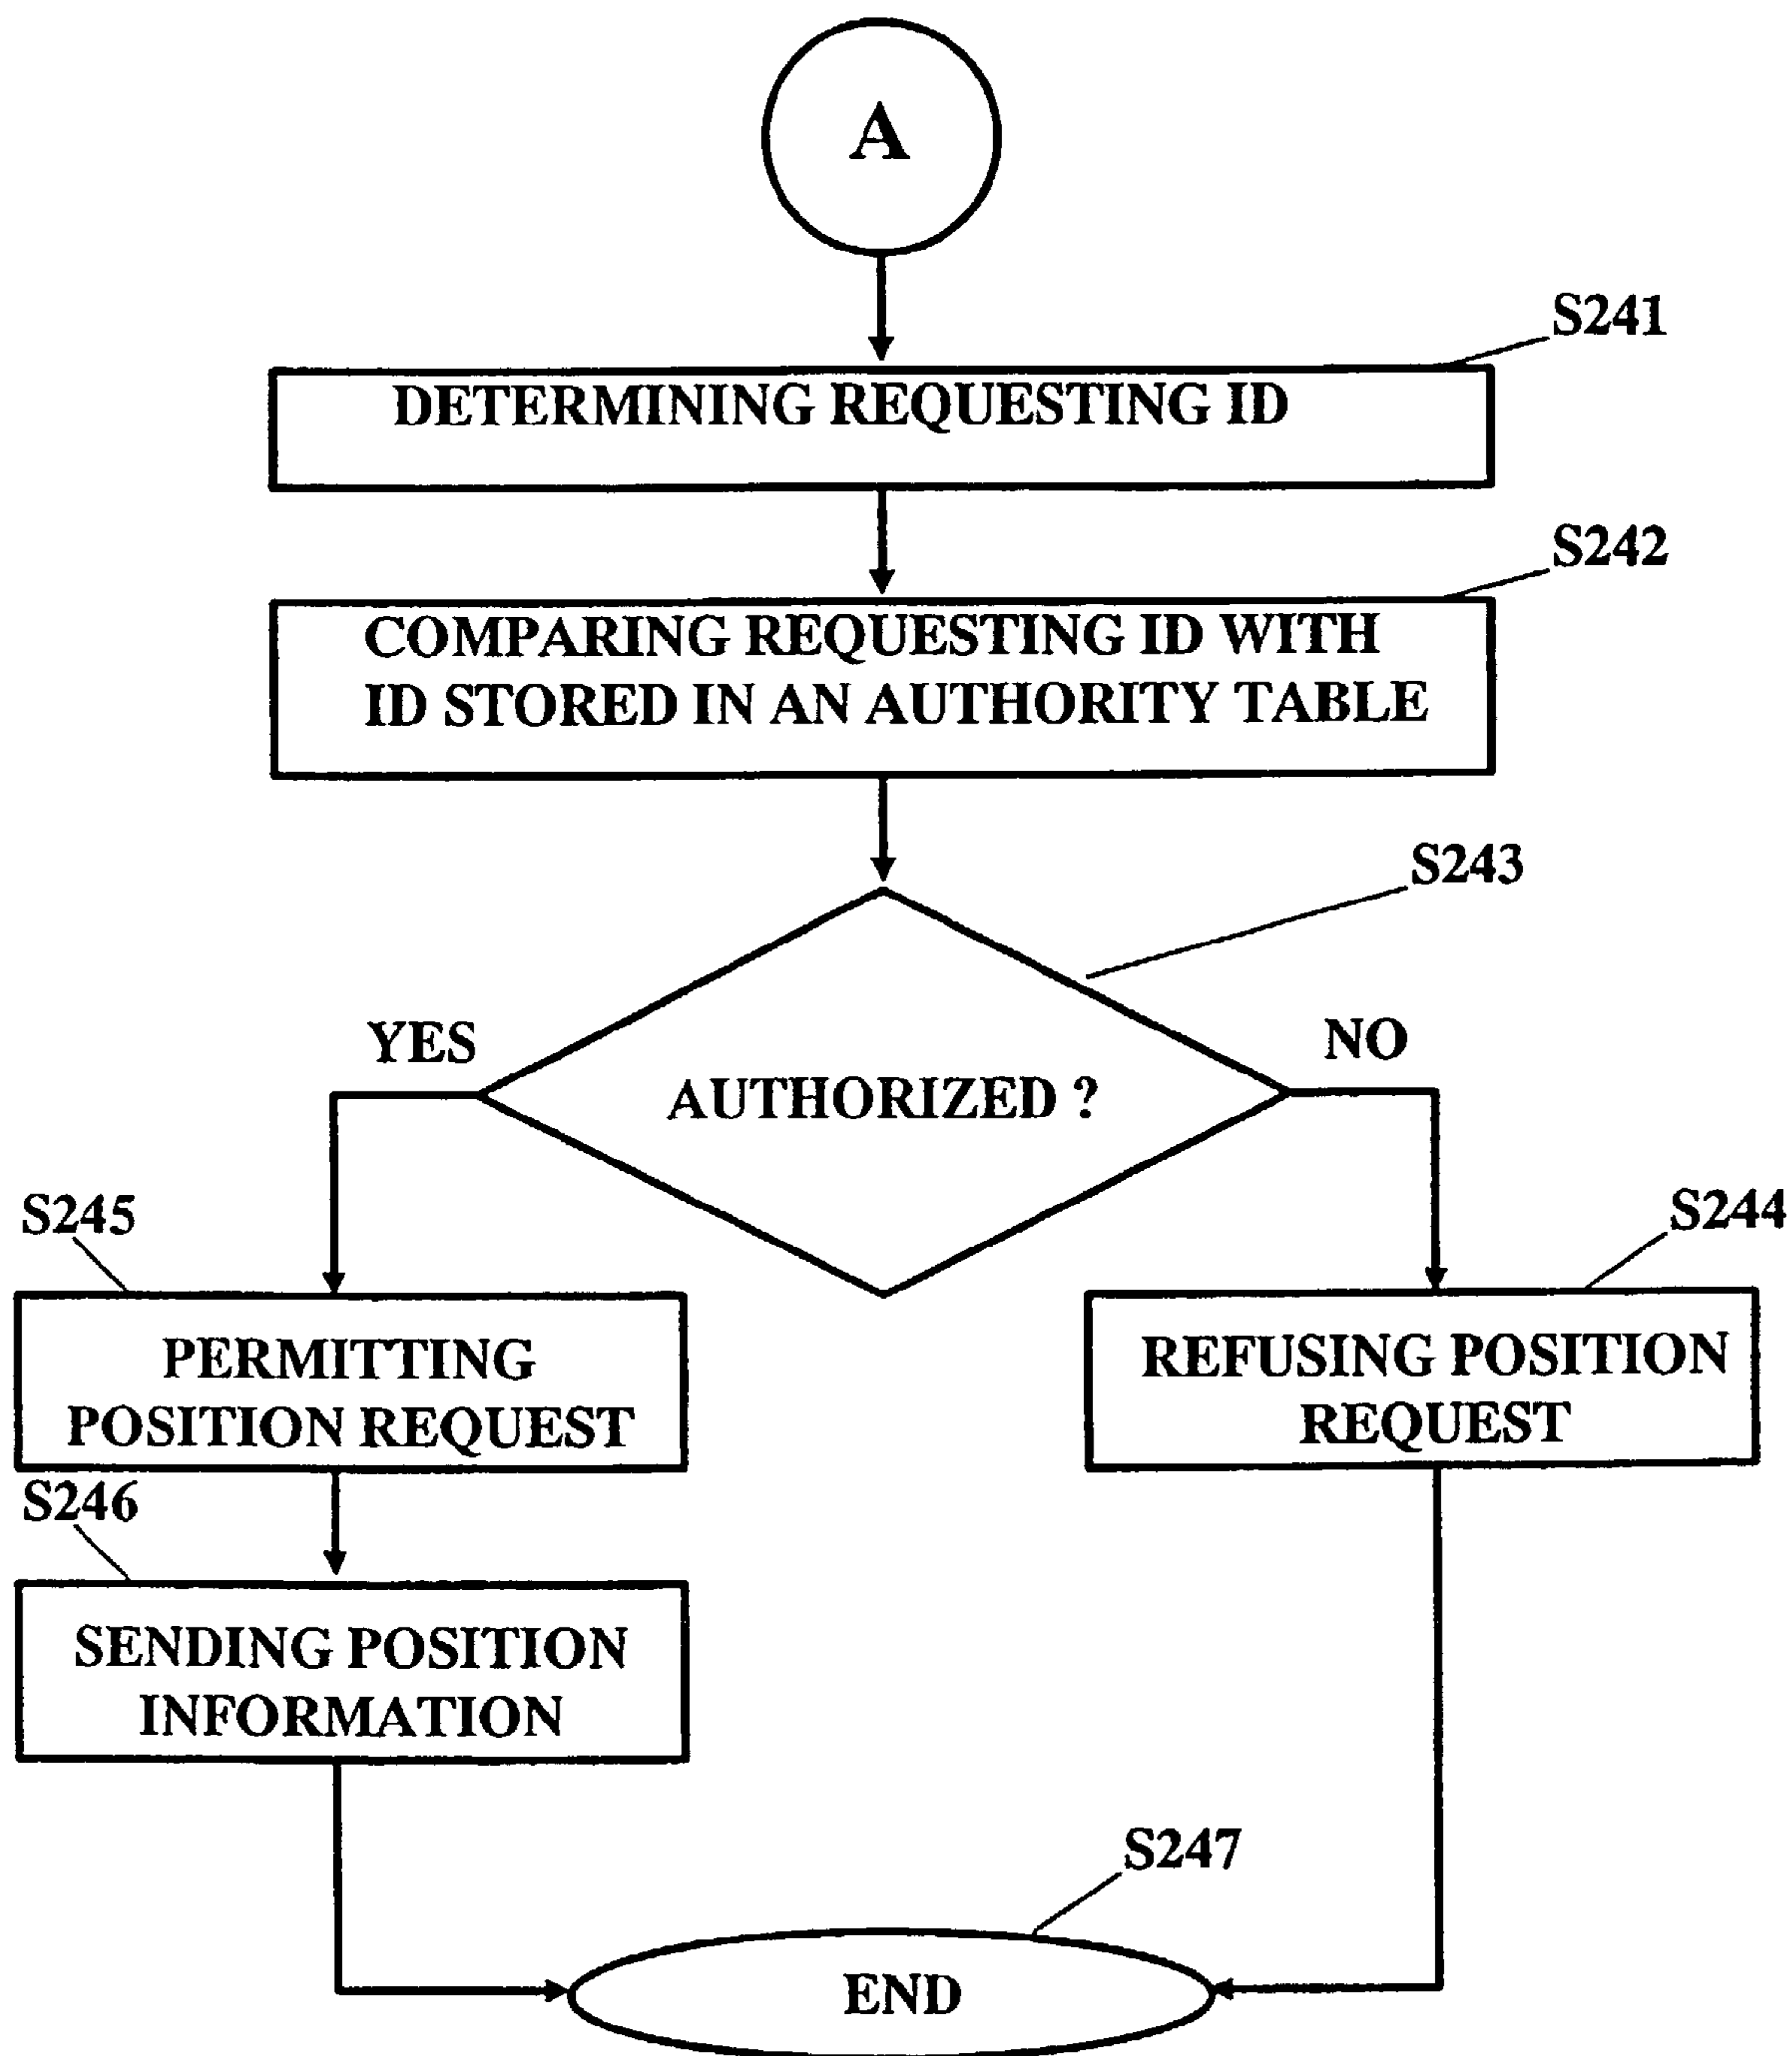 A
S241
DETERMINING REQUESTING ID
S242
COMPARING REQUESTING ID WITH
ID STORED IN AN AUTHORITY TABLE
S243
YES
NO
AUTHORIZED ?
S245
S244
PERMITTING
POSITION REQUEST
REFUSING POSITION
REQUEST
S246
SENDING POSITION
INFORMATION
S247
END